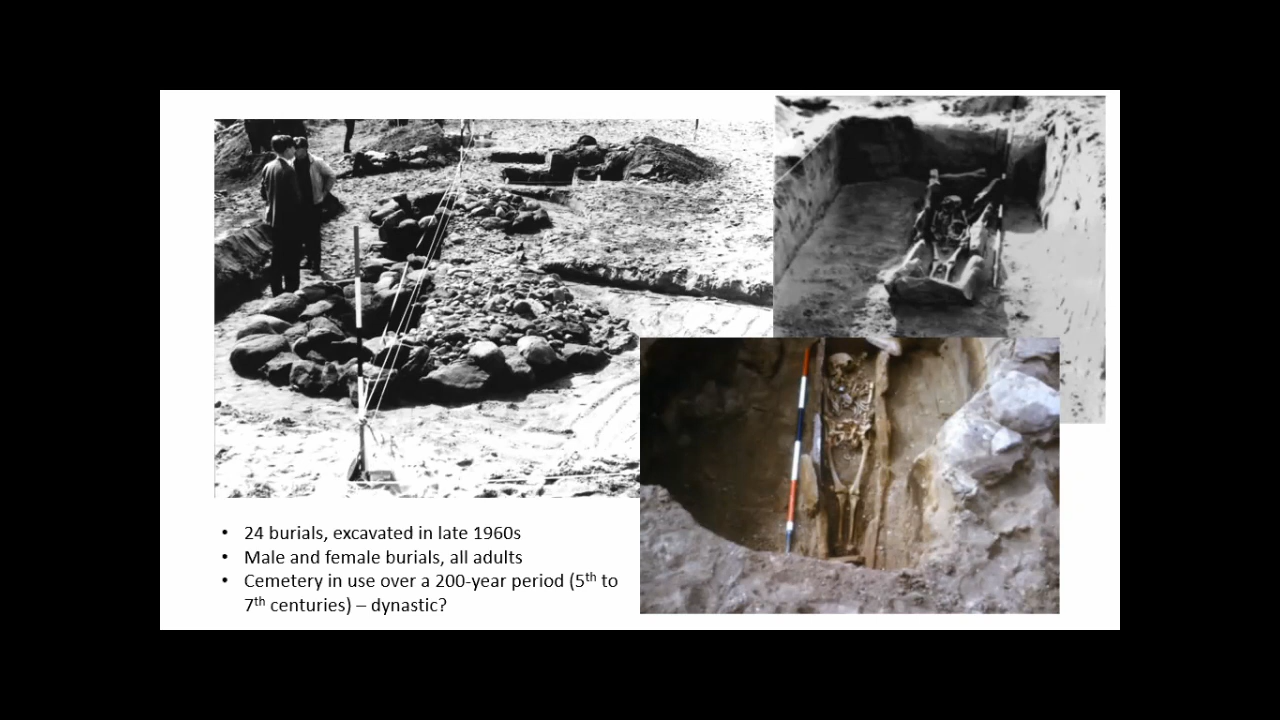 • 24 burials, excavated in late 1960s
• Male and female burials, all adults
• Cemetery in use over a 200-year period (5th to
7th centuries) – dynastic?